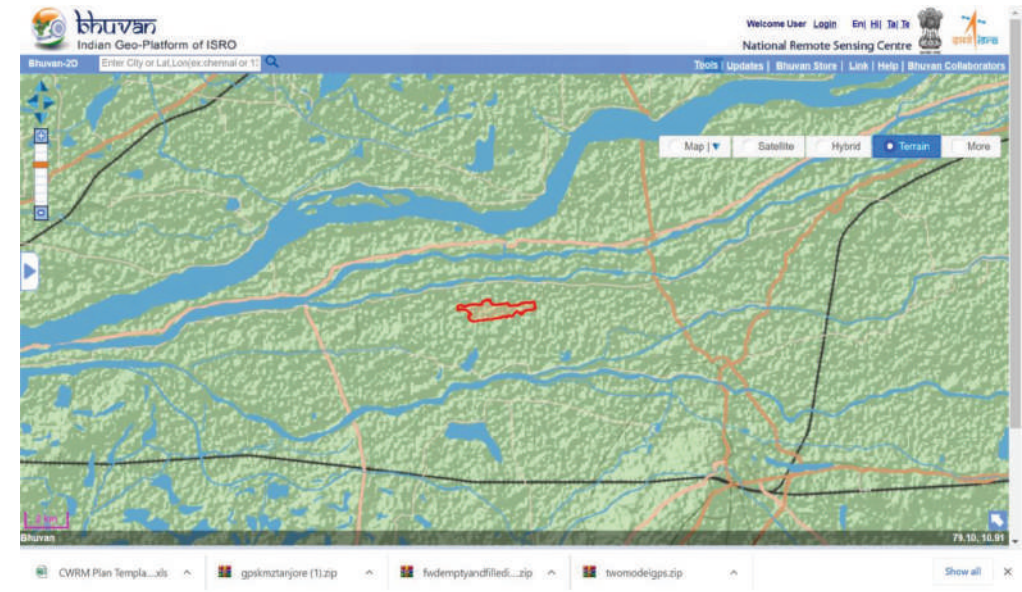 bhuvan
Indian Geo-Platform of ISRO
Welcome User Login En| Hi| Ta| Te
National Remote Sensing Centre
Bhuvan-2D
Enter City or Lat,Lon(ex:chennai or 1
Tools | Updates | Bhuvan Store | Link | Help | Bhuvan Collaborators
Map | Satellite Hybrid Terrain More
Bhuvan
79.10, 10.91
CWRM Plan Templa....xls
gpskmztanjore (1).zip
fwdemptyandfilledi....zip
twomodelgps.zip
Show all